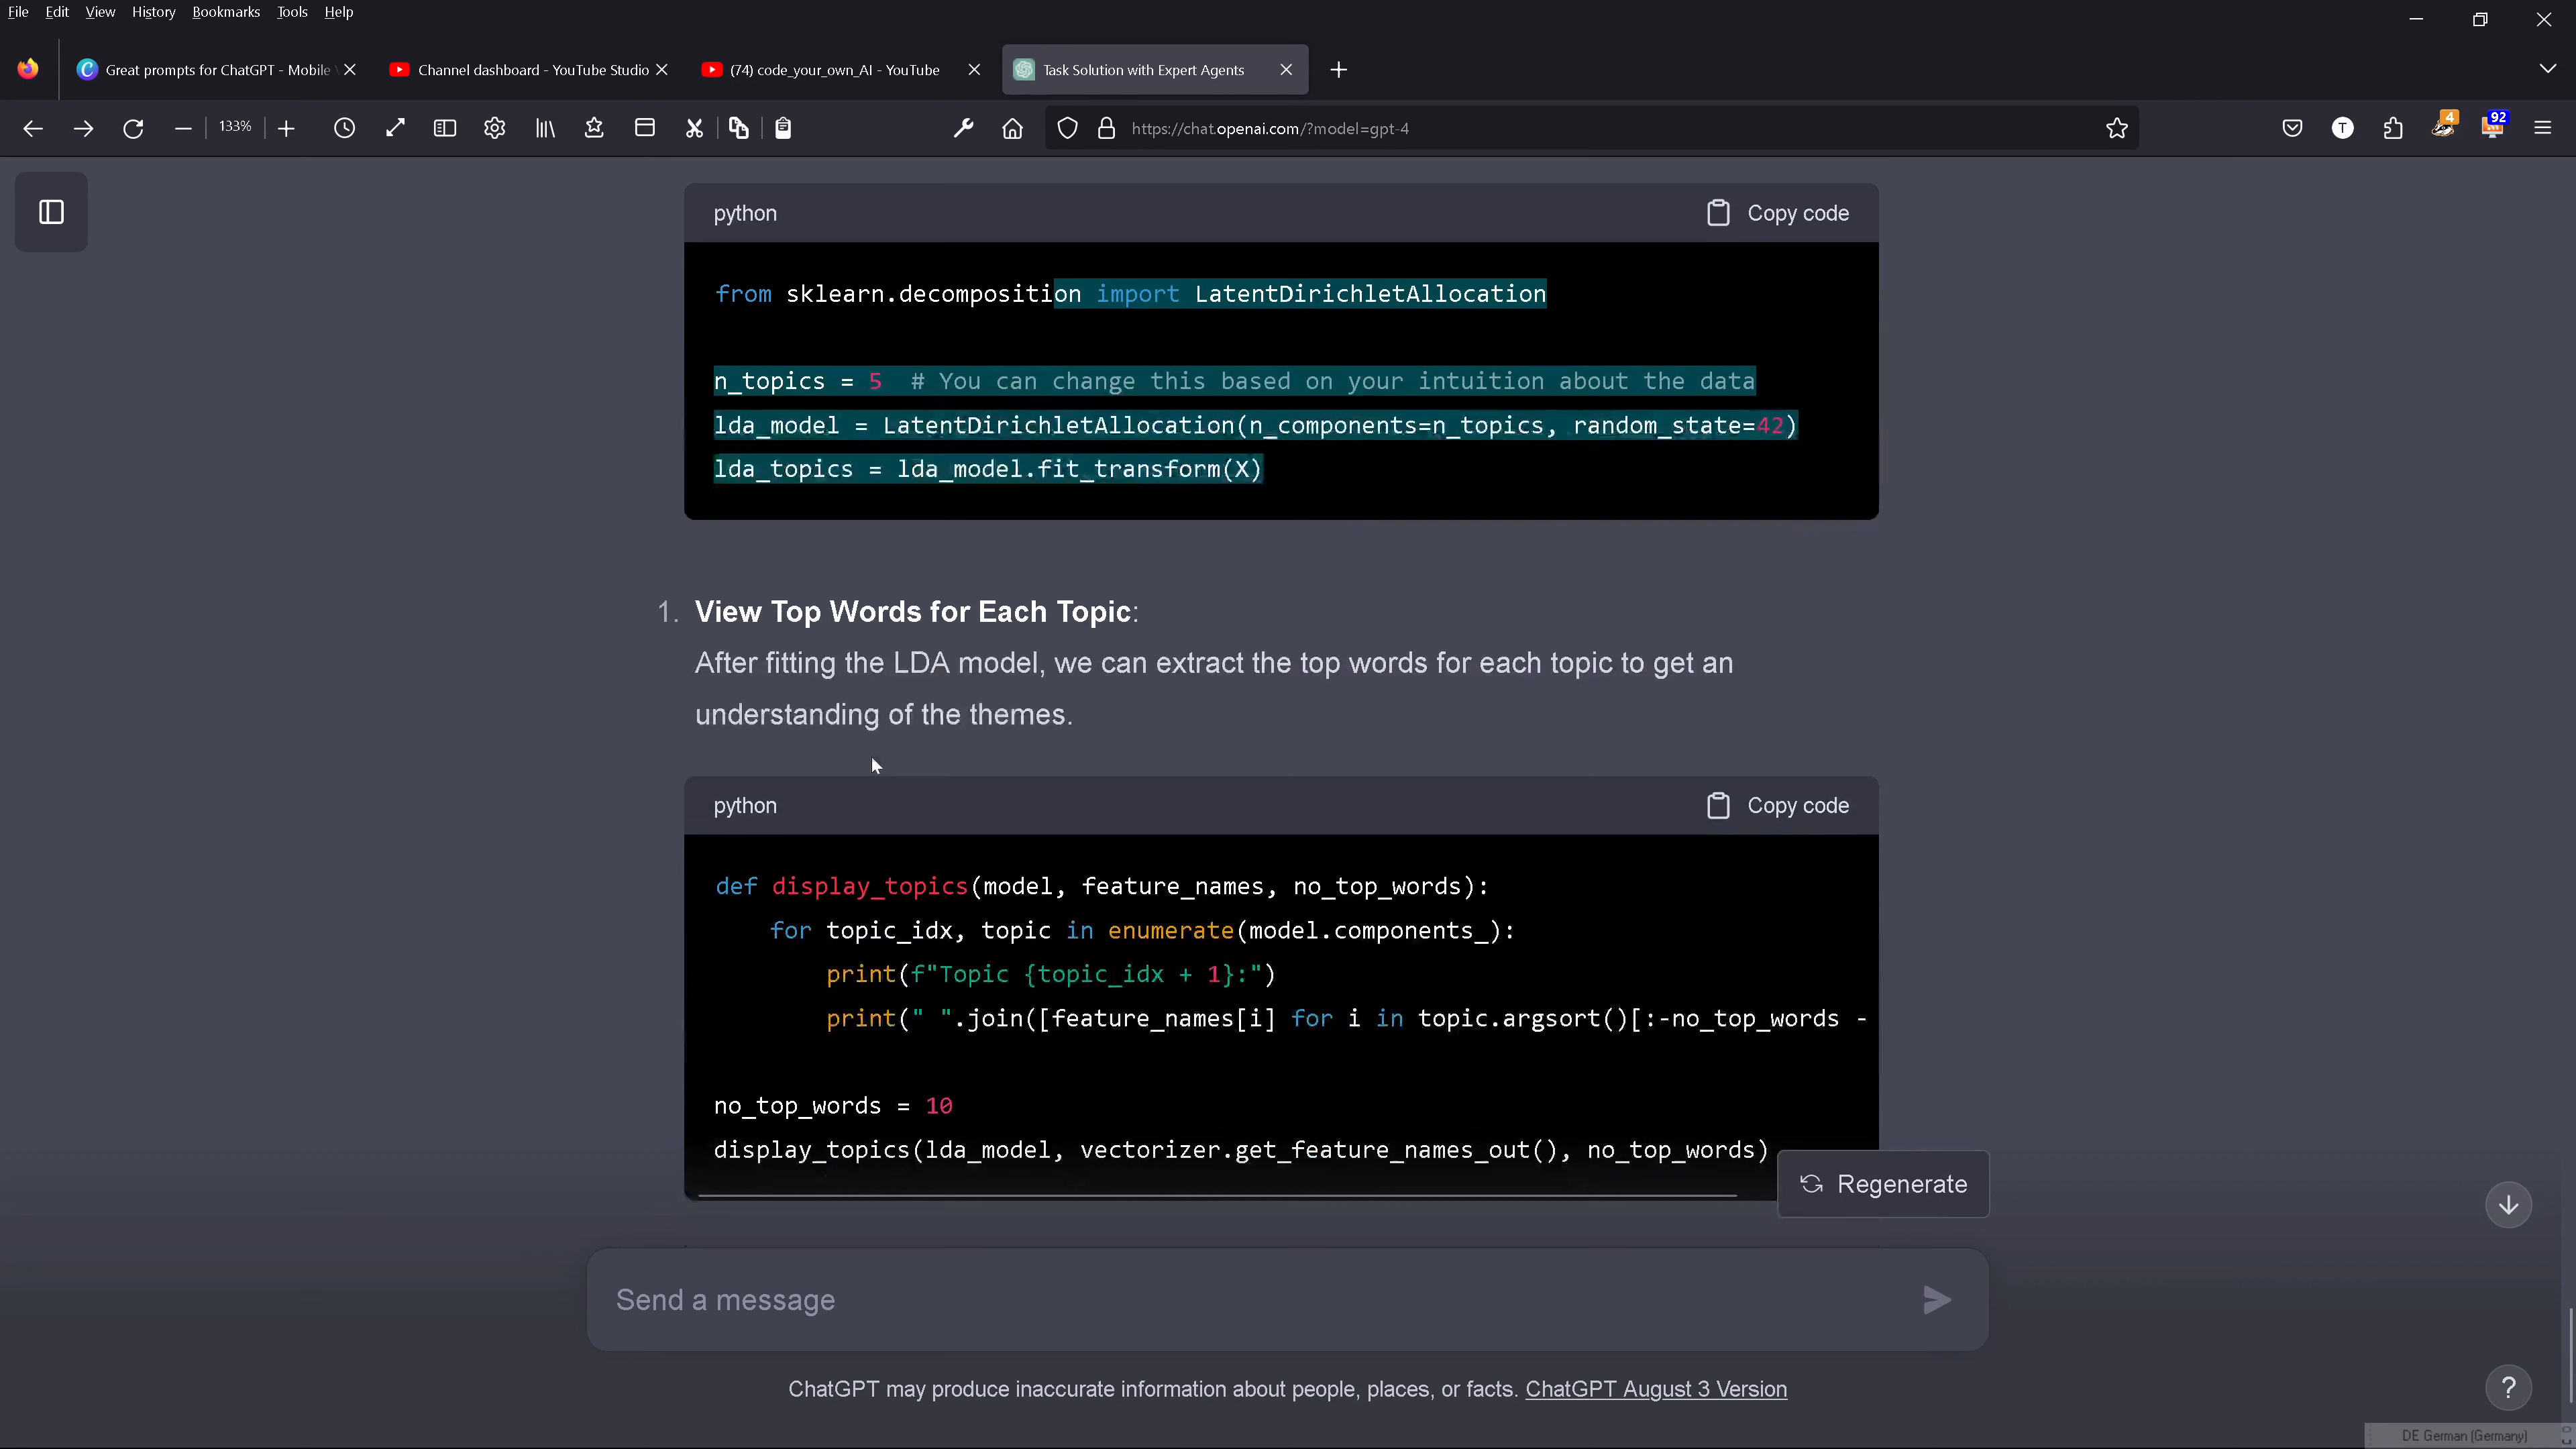 File Edit View History Bookmarks Tools Help
Great prompts for ChatGPT - Mobile
Channel dashboard - YouTube Studio
(74) code_your_own_AI - YouTube
Task Solution with Expert Agents
133%
https://chat.openai.com/?model=gpt-4
T
4
92
python
Copy code
from sklearn.decomposition import LatentDirichletAllocation
n_topics = 5 # You can change this based on your intuition about the data
lda_model = LatentDirichletAllocation(n_components=n_topics, random_state=42)
lda_topics = lda_model.fit_transform(X)
1. View Top Words for Each Topic:
After fitting the LDA model, we can extract the top words for each topic to get an
understanding of the themes.
python
Copy code
def display_topics(model, feature_names, no_top_words):
for topic_idx, topic in enumerate(model.components_):
print(f"Topic {topic_idx + 1}:")
print(" ".join([feature_names[i] for i in topic.argsort()[:-no_top_words -
no_top_words = 10
display_topics(lda_model, vectorizer.get_feature_names_out(), no_top_words)
Regenerate
Send a message
ChatGPT may produce inaccurate information about people, places, or facts. ChatGPT August 3 Version
?
DE German (Germany)